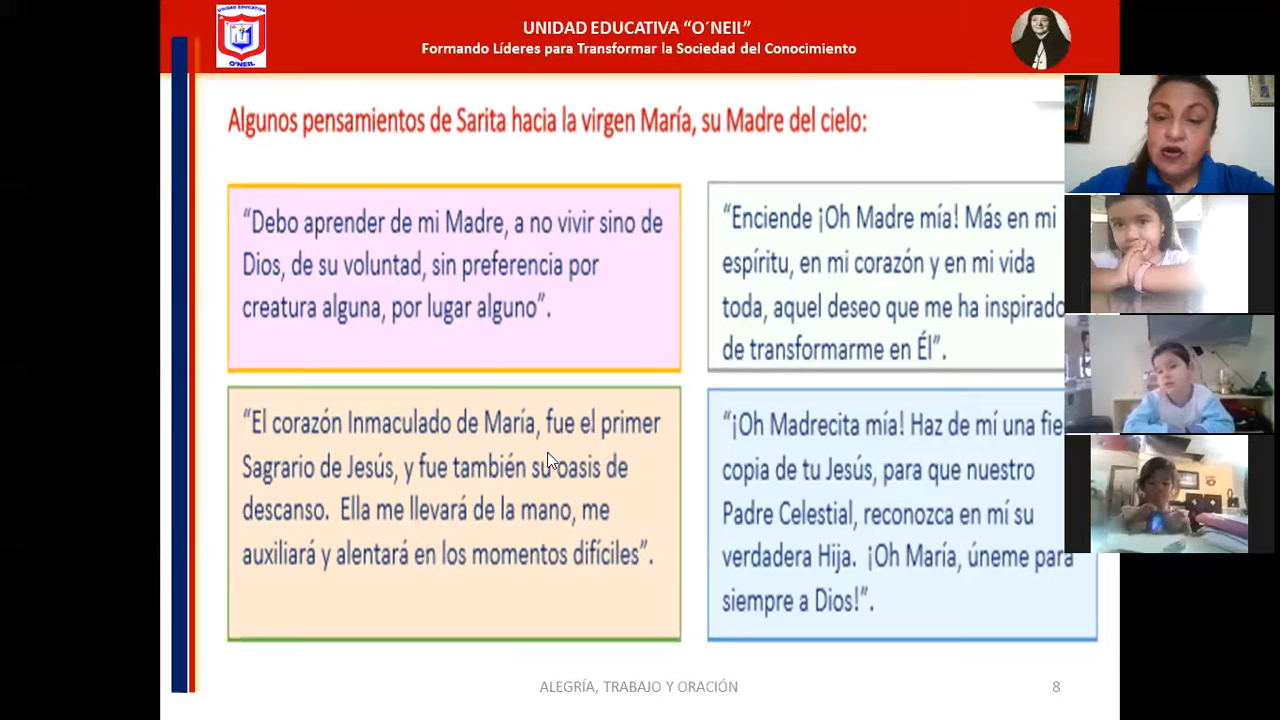 UNIDAD EDUCATIVA
O´NEIL
UNIDAD EDUCATIVA “O´NEIL”
Formando Líderes para Transformar la Sociedad del Conocimiento
Algunos pensamientos de Sarita hacia la virgen María, su Madre del cielo:
“Debo aprender de mi Madre, a no vivir sino de
Dios, de su voluntad, sin preferencia por
creatura alguna, por lugar alguno”.
“Enciende ¡Oh Madre mía! Más en mi
espíritu, en mi corazón y en mi vida
toda, aquel deseo que me ha inspirado
de transformarme en Él”.
“El corazón Inmaculado de María, fue el primer
Sagrario de Jesús, y fue también su oasis de
descanso. Ella me llevará de la mano, me
auxiliará y alentará en los momentos difíciles”.
“¡Oh Madrecita mía! Haz de mí una fie
copia de tu Jesús, para que nuestro
Padre Celestial, reconozca en mí su
verdadera Hija. ¡Oh María, úneme para
siempre a Dios!”.
ALEGRÍA, TRABAJO Y ORACIÓN
8